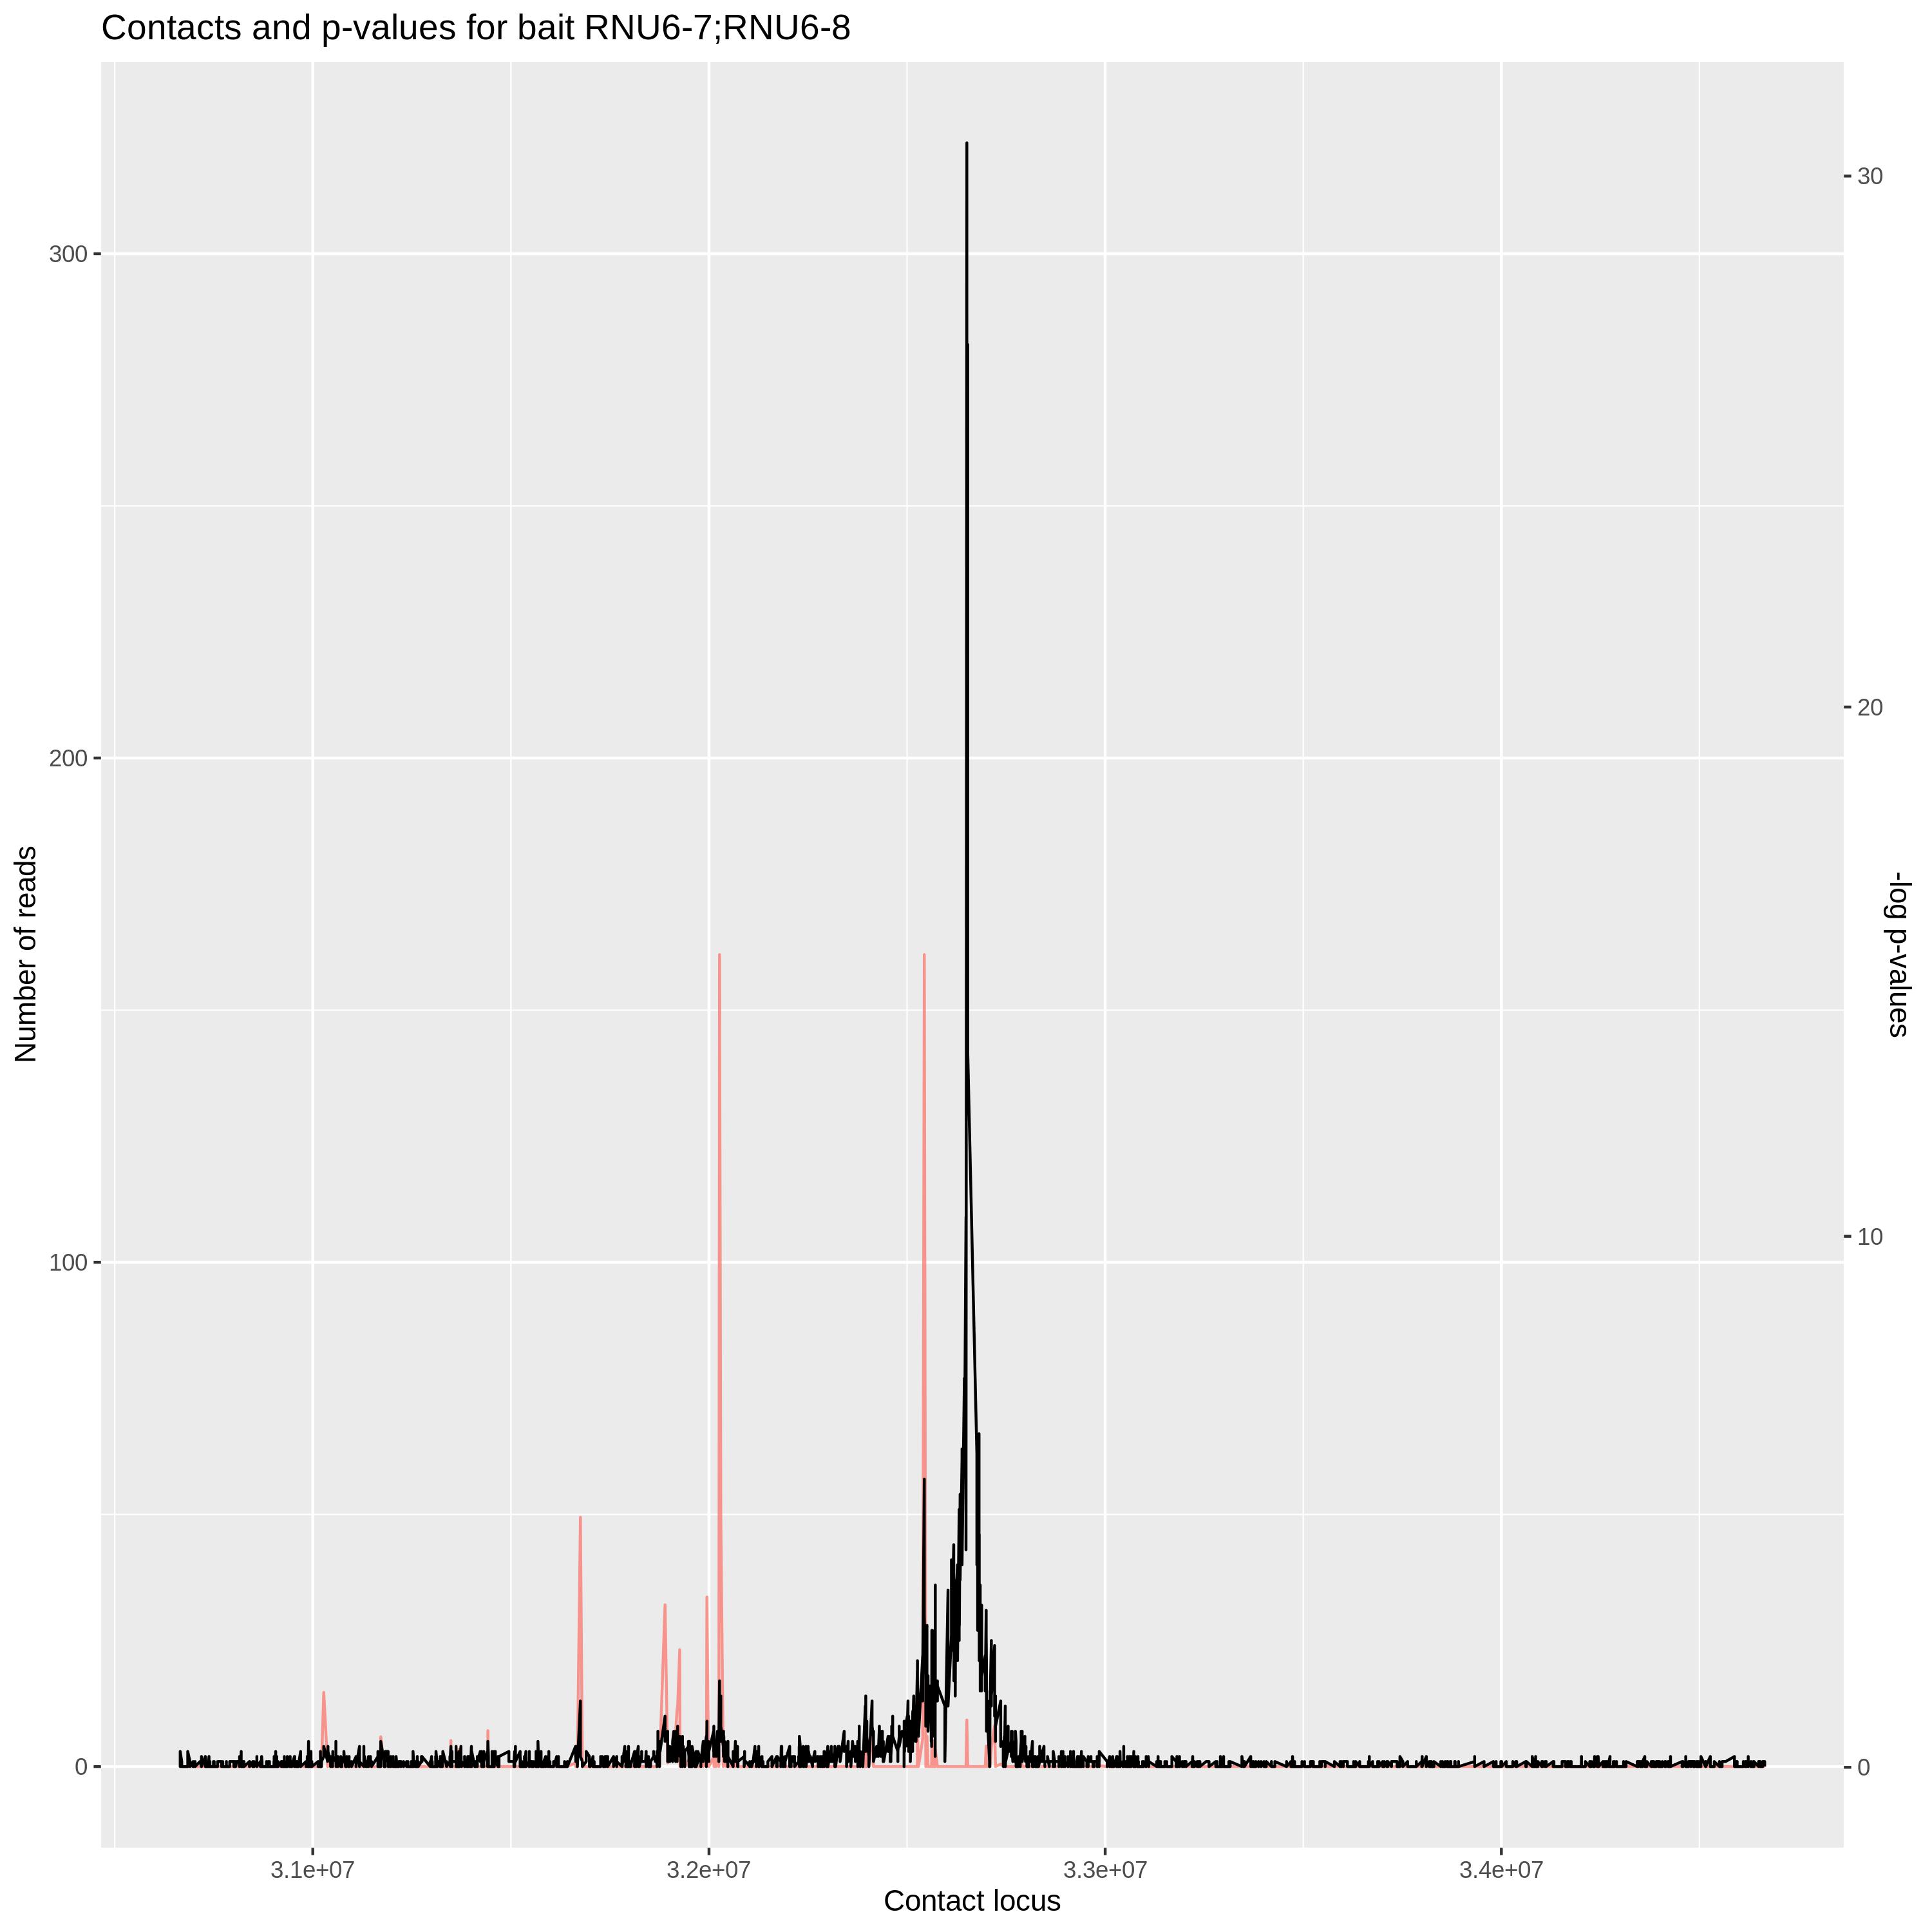 Contacts and p-values for bait RNU6-7;RNU6-8
300
200
100
0
Number of reads
30
20
10
0
-log p-values
3.1e+07
3.2e+07
3.3e+07
3.4e+07
Contact locus